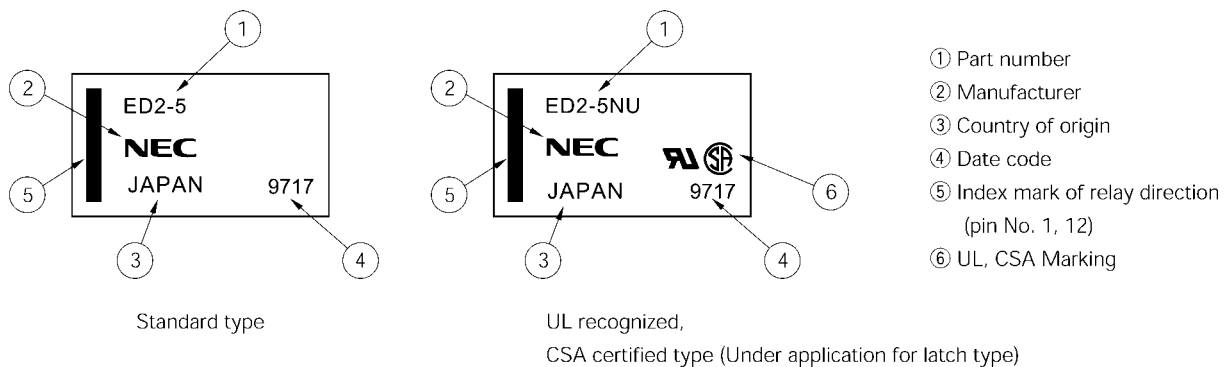 1
2
ED2-5
NEC
JAPAN 9717
5
3
4
Standard type
1
2
ED2-5NU
NEC
RU SA
JAPAN 9717
5
6
3
4
UL recognized,
CSA certified type (Under application for latch type)
① Part number
② Manufacturer
③ Country of origin
④ Date code
⑤ Index mark of relay direction
(pin No. 1, 12)
⑥ UL, CSA Marking